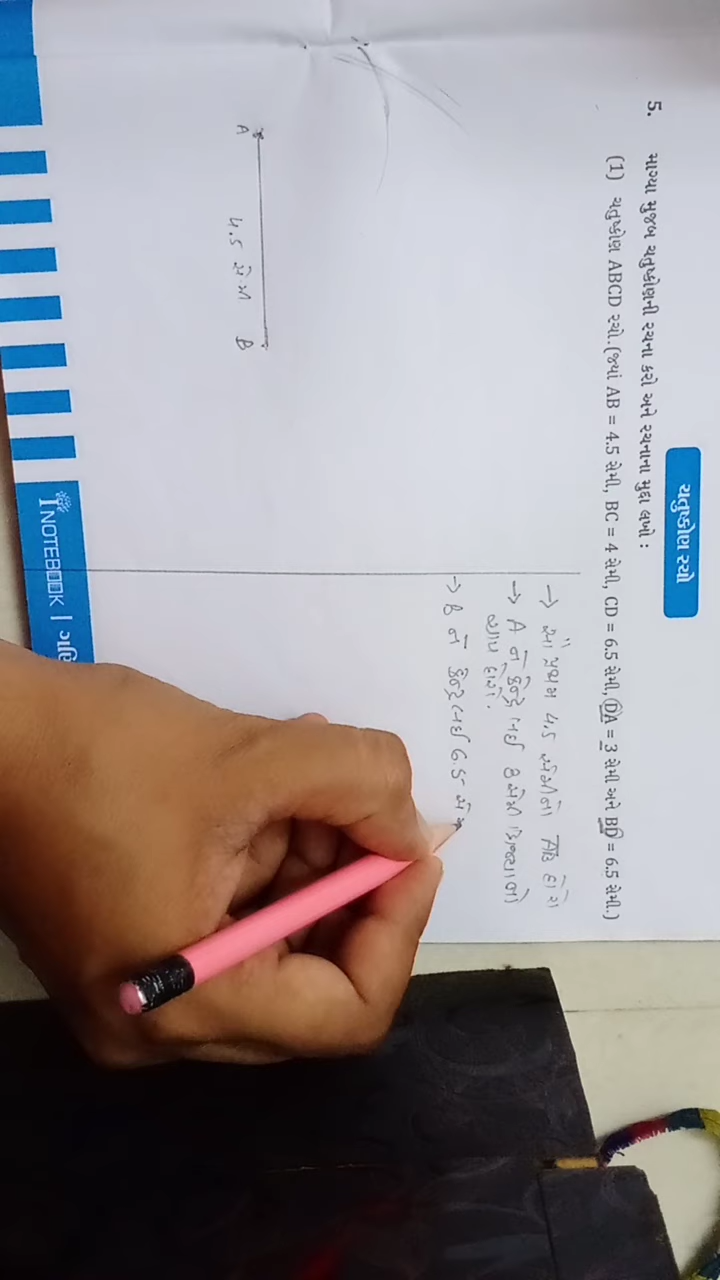 ચતુષ્કોણ રચો
5. માગ્યા મુજબ ચતુષ્કોણની રચના કરો અને રચનાના મુદ્દા લખો :
(1) ચતુષ્કોણ ABCD રચો.(જ્યાં AB = 4.5 સેમી, BC = 4 સેમી, CD = 6.5 સેમી, DA = 3 સેમી અને BD = 6.5 સેમી.)
→ સૌ પ્રથમ 4.5 સેમીનો AB દોરો
→ A ને કેન્દ્ર લઈ 3 સેમી ત્રિજ્યાનો
ચાપ દોરો.
→ B ને કેન્દ્ર લઈ 6.5 સે
A
4.5 સેમી
B
NOTEBOOK | ગણિ